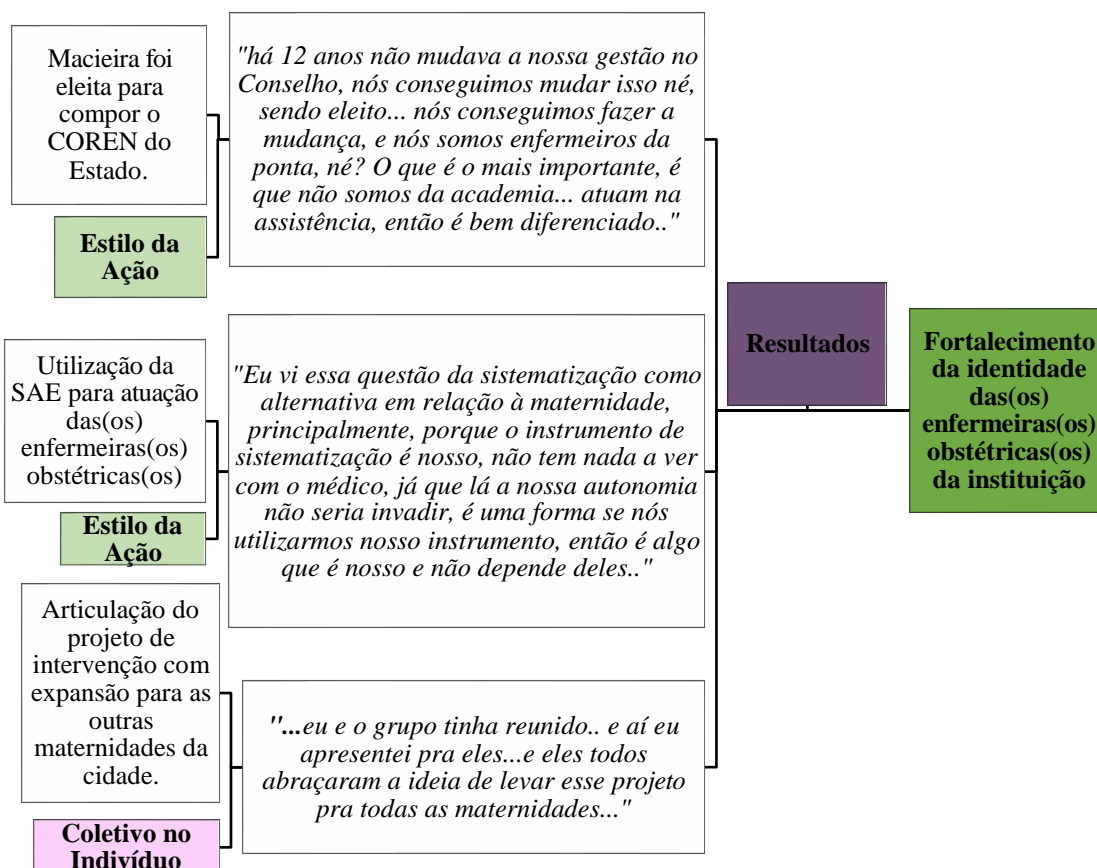 Macieira foi
eleita para
compor o
COREN do
Estado.
Estilo da
Ação
"há 12 anos não mudava a nossa gestão no
Conselho, nós conseguimos mudar isso né,
sendo eleito... nós conseguimos fazer a
mudança, e nós somos enfermeiros da
ponta, né? O que é o mais importante, é
que não somos da academia... atuam na
assistência, então é bem diferenciado.."
Utilização da
SAE para atuação
das(os)
enfermeiras(os)
obstétricas(os)
Estilo da
Ação
"Eu vi essa questão da sistematização como
alternativa em relação à maternidade,
principalmente, porque o instrumento de
sistematização é nosso, não tem nada a ver
com o médico, já que lá a nossa autonomia
não seria invadir, é uma forma se nós
utilizarmos nosso instrumento, então é algo
que é nosso e não depende deles.."
Articulação do
projeto de
intervenção com
expansão para as
outras
maternidades da
cidade.
Coletivo no
Indivíduo
"...eu e o grupo tinha reunido.. e aí eu
apresentei pra eles...e eles todos
abraçaram a ideia de levar esse projeto
pra todas as maternidades..."
Resultados
Fortalecimento
da identidade
das(os)
enfermeiras(os)
obstétricas(os)
da instituição